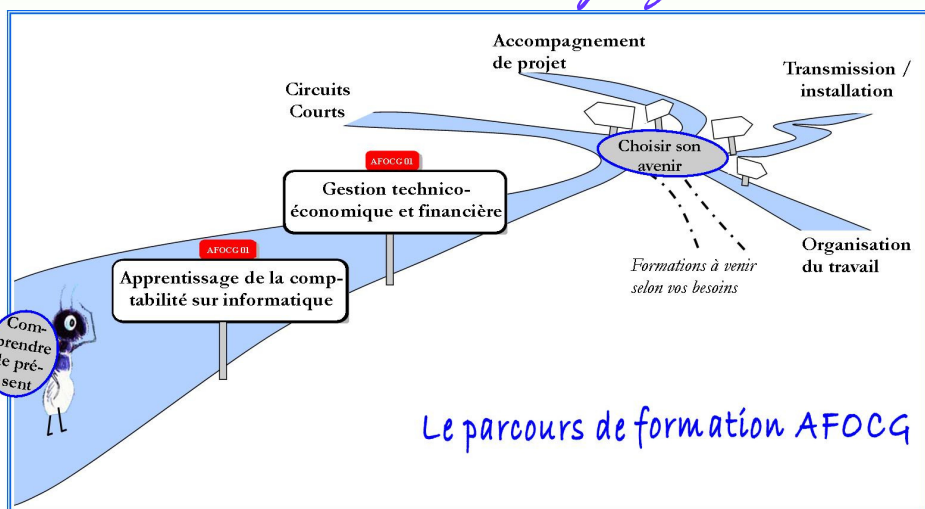 Accompagnement
de projet
Transmission /
installation
Circuits
Courts
Choisir son
avenir
AFOCG 01
Gestion technico-
économique et financière
Organisation
du travail
AFOCG 01
Apprentissage de la comp-
tabilité sur informatique
Formations à venir
selon vos besoins
Com-
prendre
le pré-
sent
Le parcours de formation AFOCG